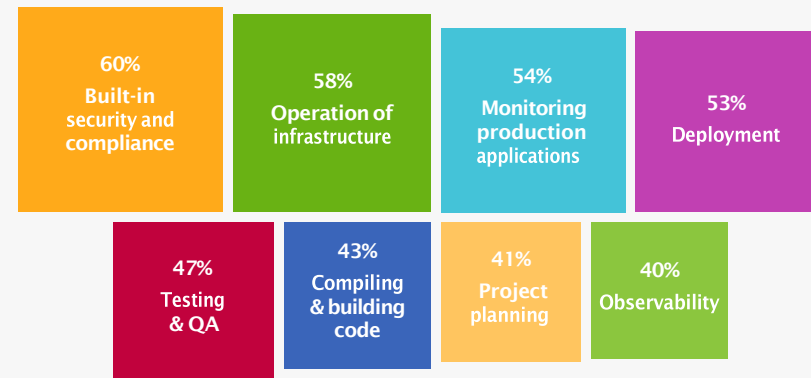 60%
Built-in
security and
compliance
58%
Operation of
infrastructure
54%
Monitoring
production
applications
53%
Deployment
47%
Testing
& QA
43%
Compiling
& building
code
41%
Project
planning
40%
Observability